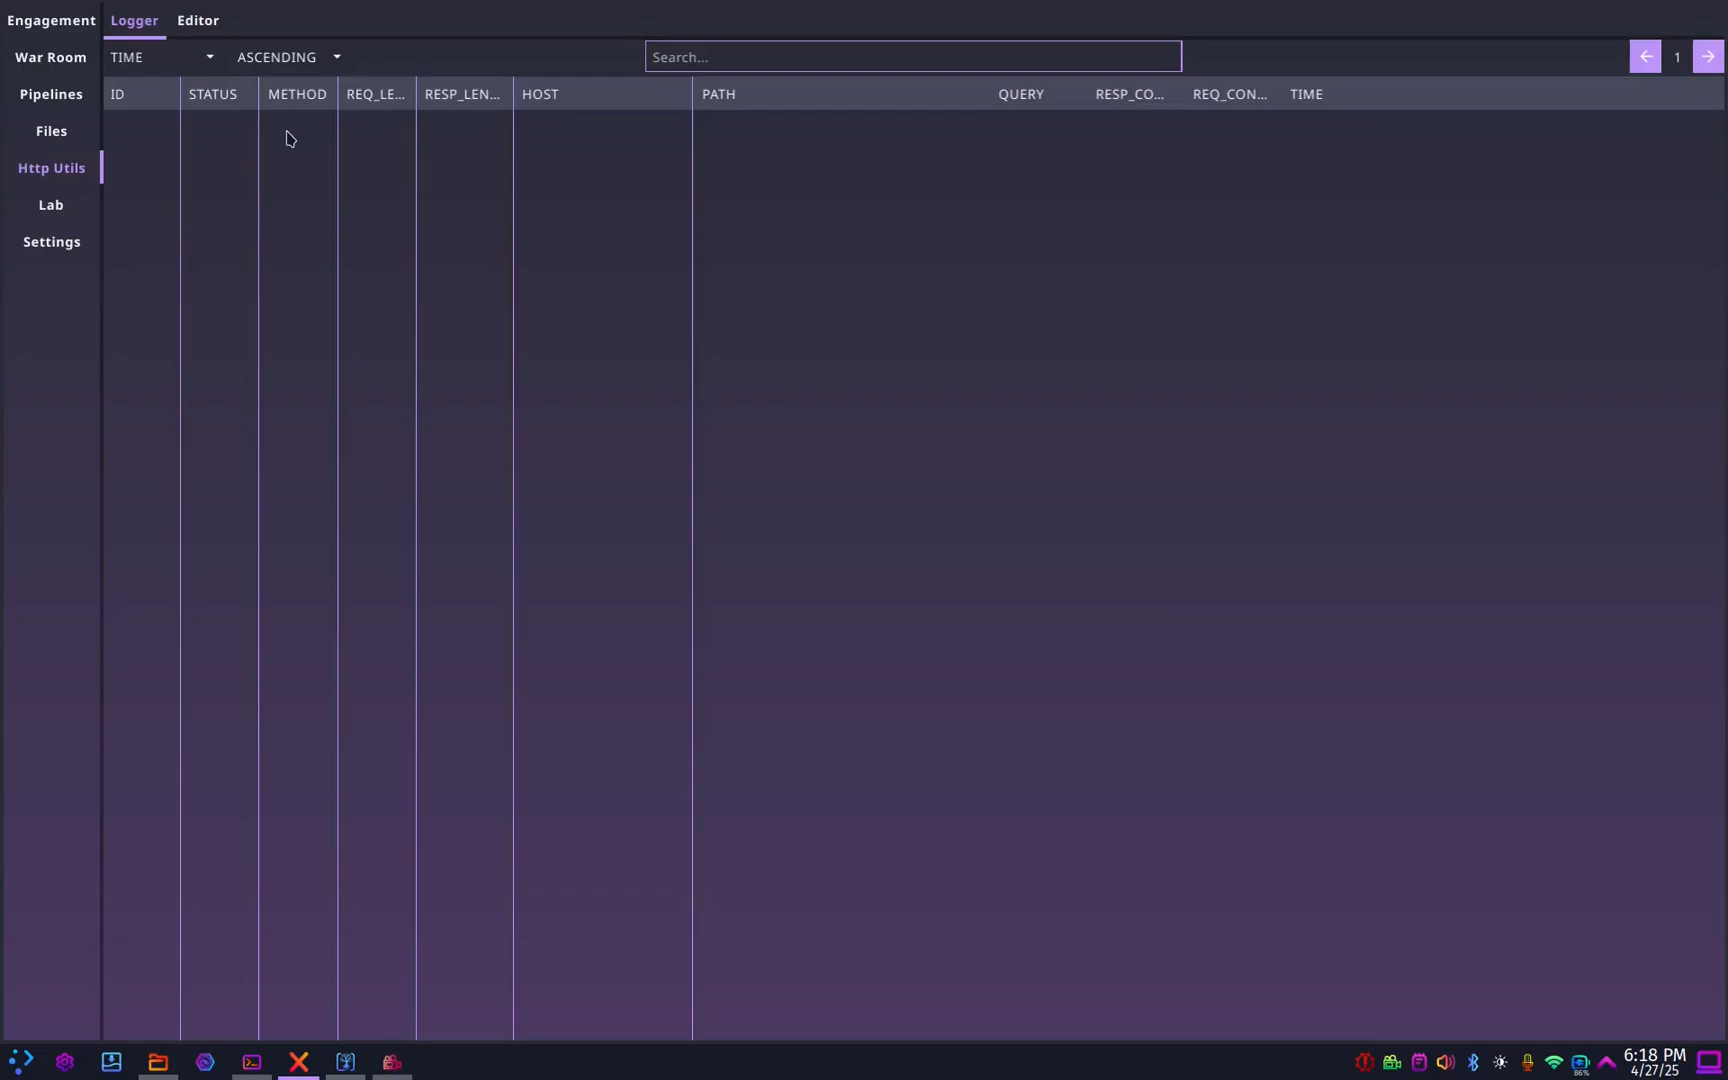 Engagement
Logger
Editor
War Room
TIME
ASCENDING
Search...
1
Pipelines
ID
STATUS
METHOD
REQ_LE...
RESP_LEN...
HOST
PATH
QUERY
RESP_CO...
REQ_CON...
TIME
Files
Http Utils
Lab
Settings
86%
6:18 PM
4/27/25